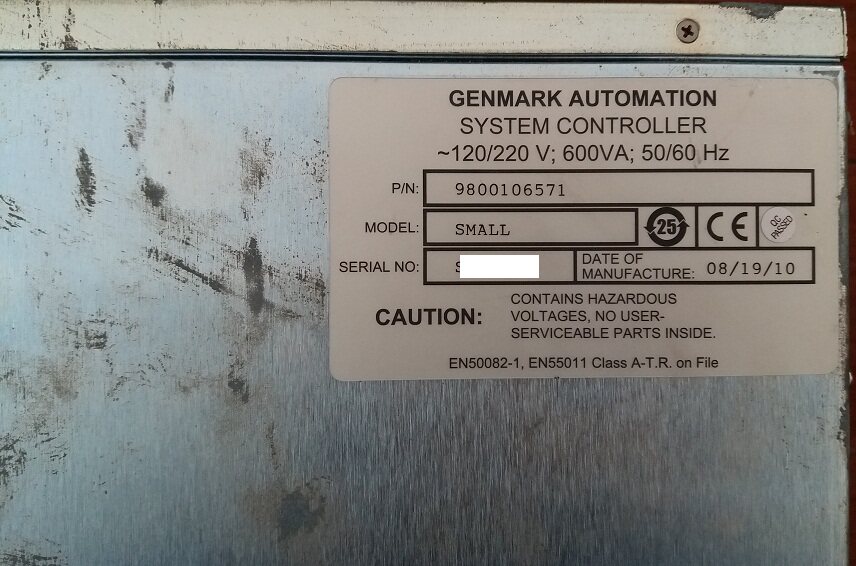 GENMARK AUTOMATION
SYSTEM CONTROLLER
~120/220 V; 600VA; 50/60 Hz
P/N: 9800106571
MODEL: SMALL 25 CE QC PASSED
SERIAL NO: S DATE OF MANUFACTURE: 08/19/10
CAUTION: CONTAINS HAZARDOUS
VOLTAGES, NO USER-
SERVICEABLE PARTS INSIDE.
EN50082-1, EN55011 Class A-T.R. on File